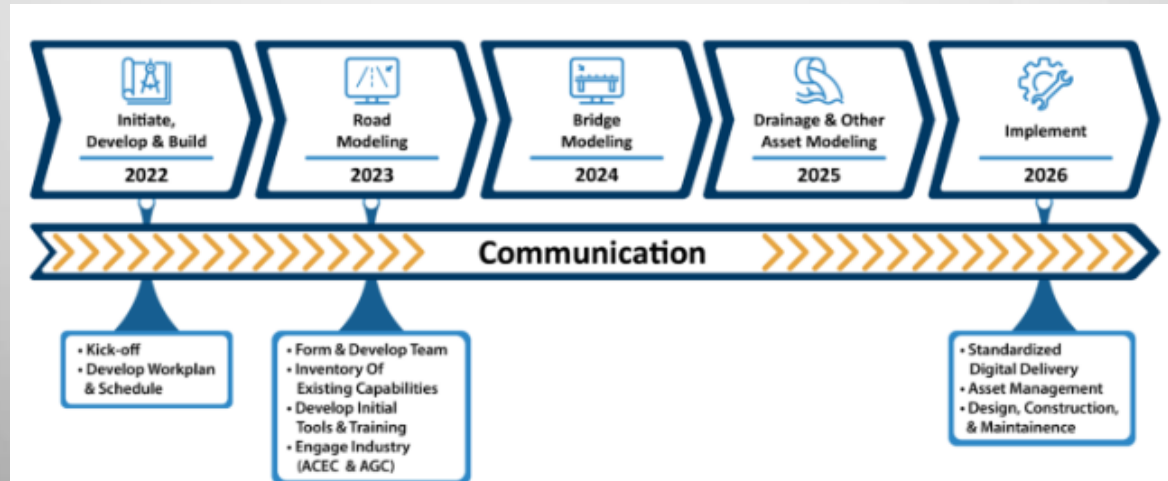 Initiate,
Develop & Build
2022
Road
Modeling
2023
Bridge
Modeling
2024
Drainage & Other
Asset Modeling
2025
Implement
2026
Communication
• Kick-off
• Develop Workplan
& Schedule
• Form & Develop Team
• Inventory Of
Existing Capabilities
• Develop Initial
Tools & Training
• Engage Industry
(ACEC & AGC)
• Standardized
Digital Delivery
• Asset Management
• Design, Construction,
& Maintainence